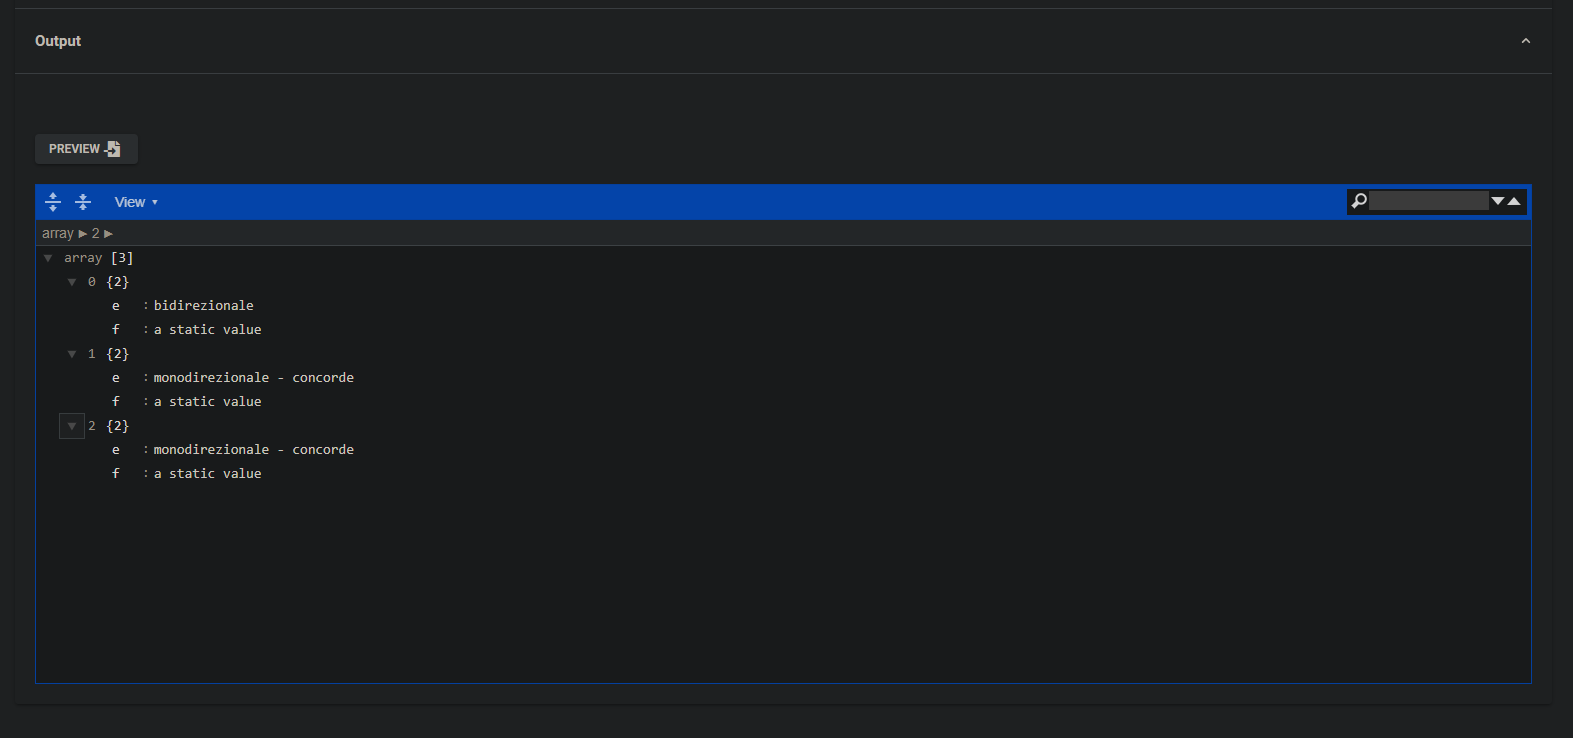 Output
PREVIEW
View
array ▶ 2 ▶
array [3]
0 {2}
e : bidirezionale
f : a static value
1 {2}
e : monodirezionale - concorde
f : a static value
2 {2}
e : monodirezionale - concorde
f : a static value